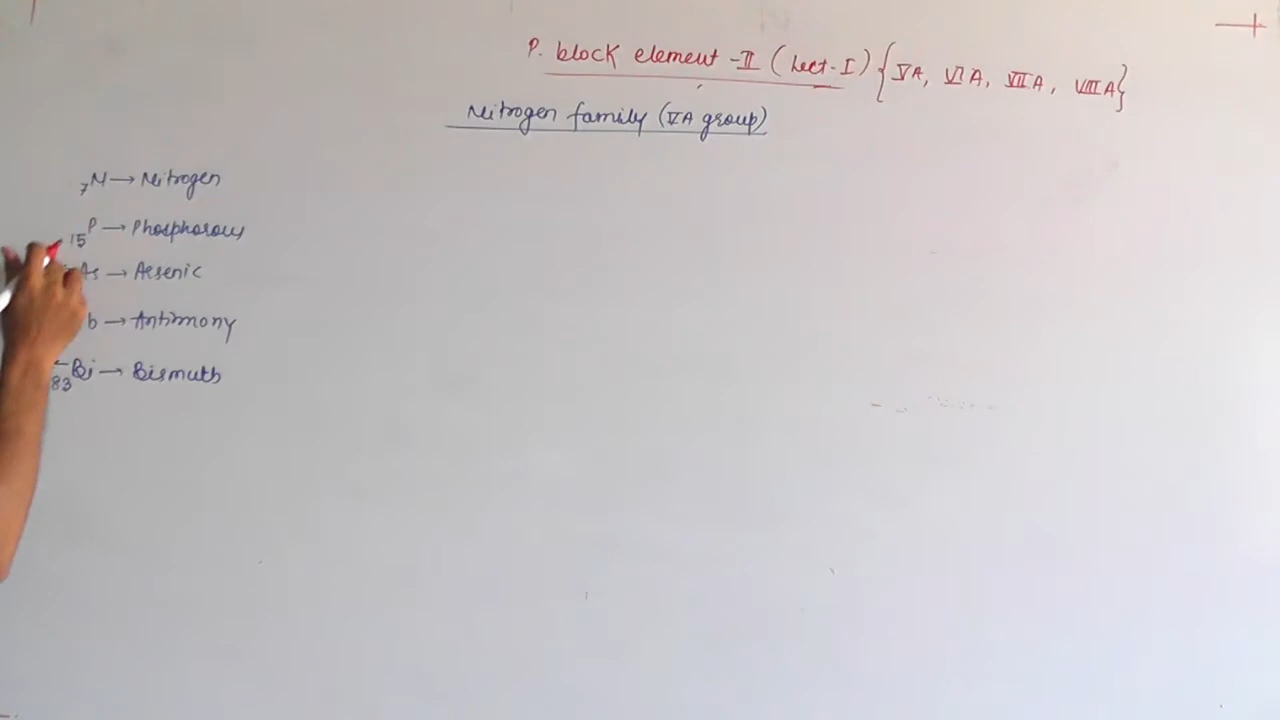 P. block element -II (Lect-I) {VA, VIA, VIIA, VIIIA}
Nitrogen family (VA group)
7N → Nitrogen
15P → Phosphorous
As → Arsenic
b → Antimony
83Bi → Bismuth